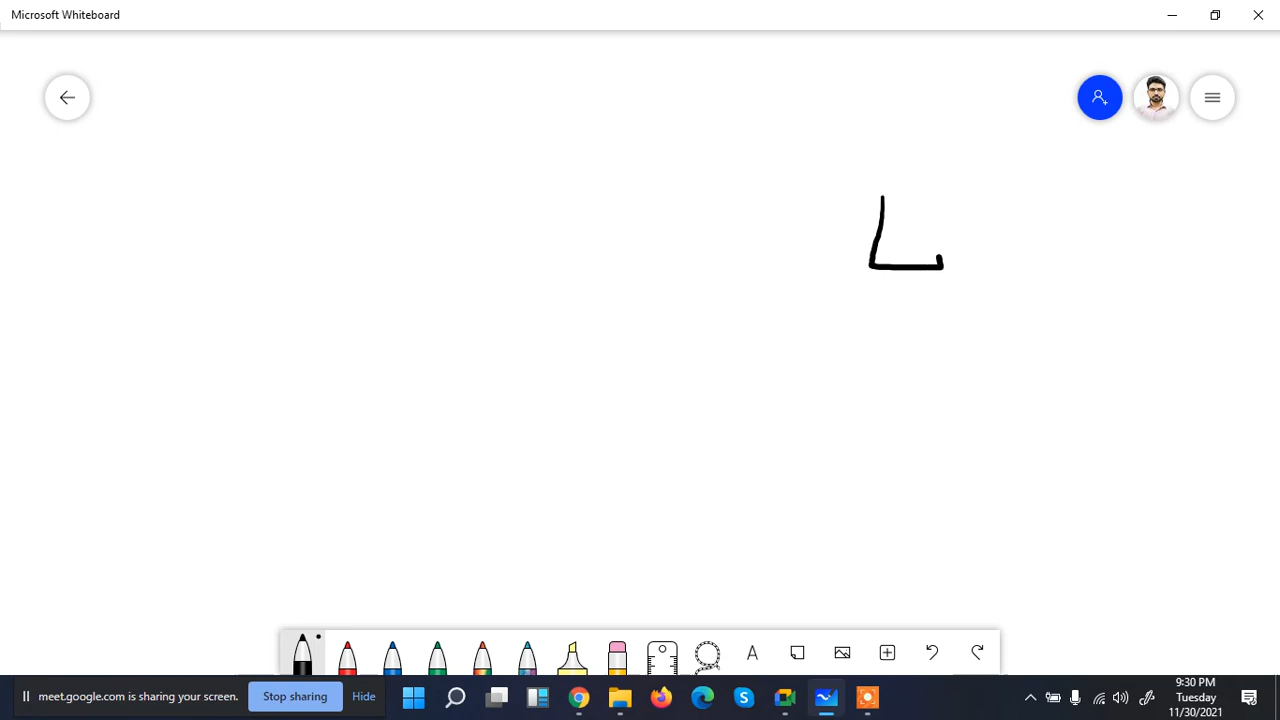 Microsoft Whiteboard
L
A
meet.google.com is sharing your screen.
Stop sharing
Hide
9:30 PM
Tuesday
11/30/2021